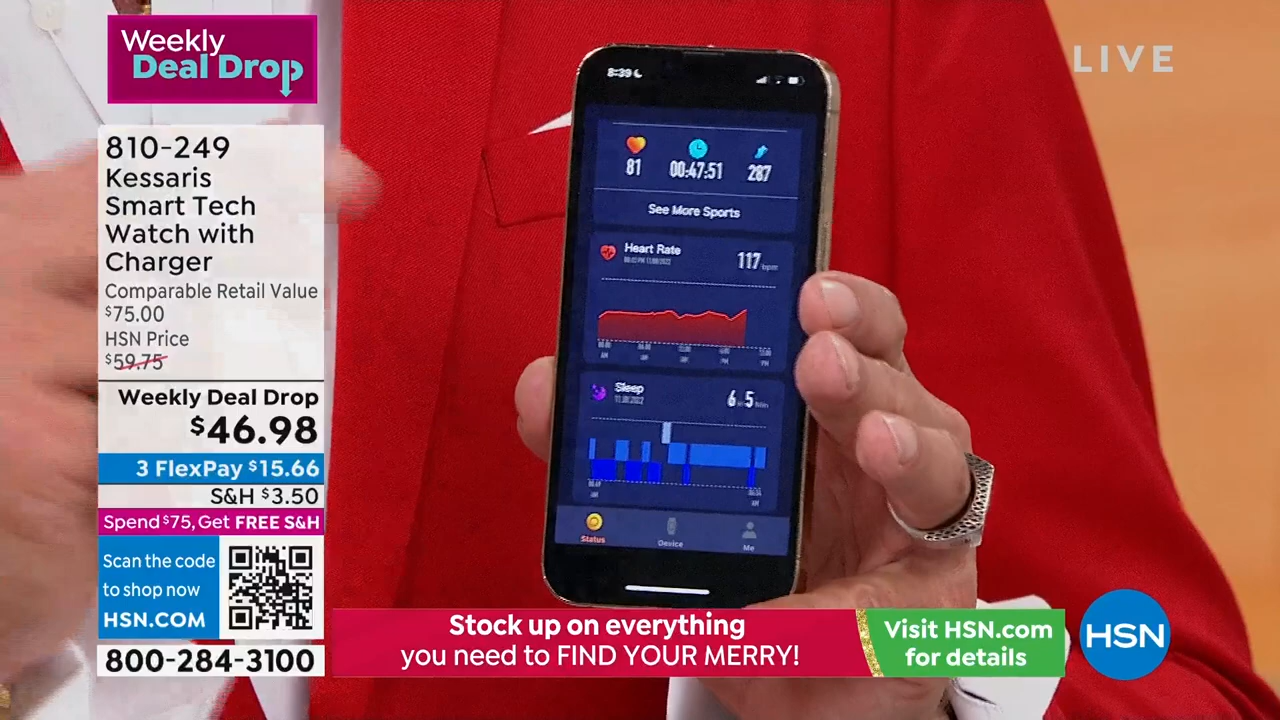 Weekly
Deal Drop
LIVE
810-249
Kessaris
Smart Tech
Watch with
Charger
Comparable Retail Value
$75.00
HSN Price
$59.75
Weekly Deal Drop
$46.98
3 FlexPay $15.66
S&H $3.50
Spend $75, Get FREE S&H
Scan the code
to shop now
HSN.COM
800-284-3100
8:39
81
00:47:51
287
See More Sports
Heart Rate
117 bpm
Sleep
6 5
Status
Device
Me
Stock up on everything
you need to FIND YOUR MERRY!
Visit HSN.com
for details
HSN